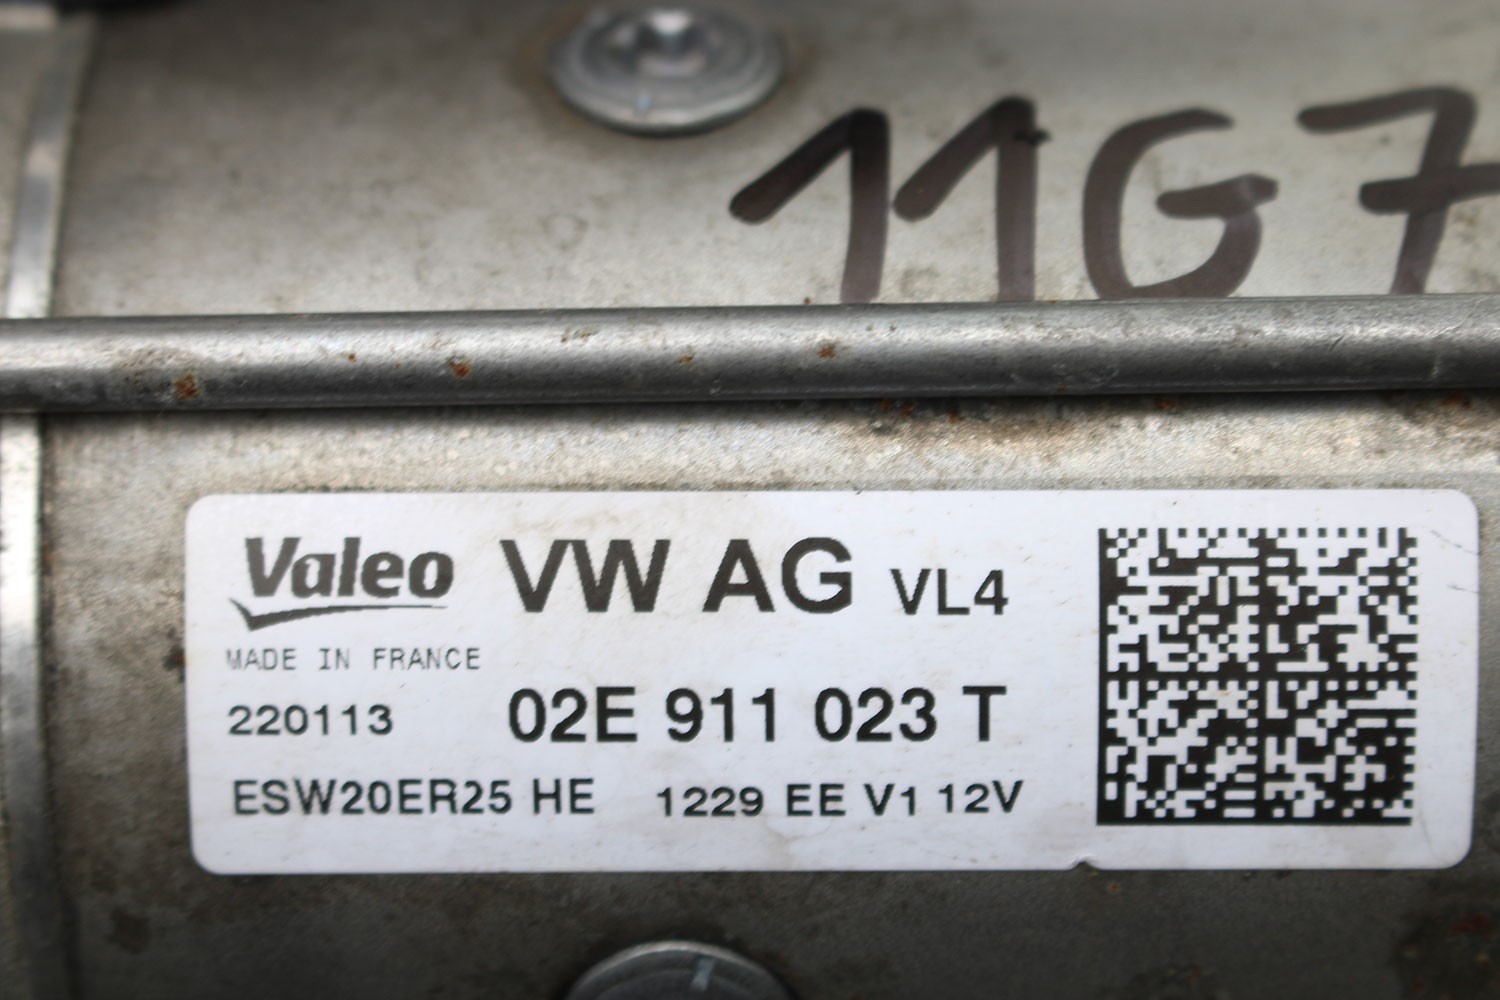 11G7
Valeo VW AG VL4
MADE IN FRANCE
220113 02E 911 023 T
ESW20ER25 HE 1229 EE V1 12V